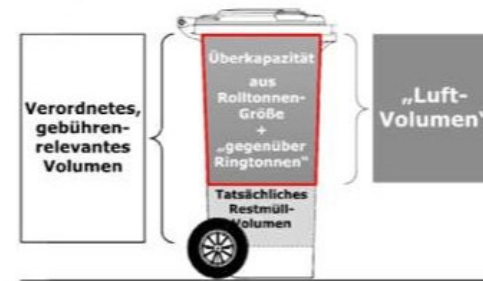 Verordnetes,
gebühren-
relevantes
Volumen
Überkapazität
aus
Rolltonnen-
Größe
+
„gegenüber
Ringtonnen“
Tatsächliches
Restmüll-
Volumen
„Luft-
Volumen“